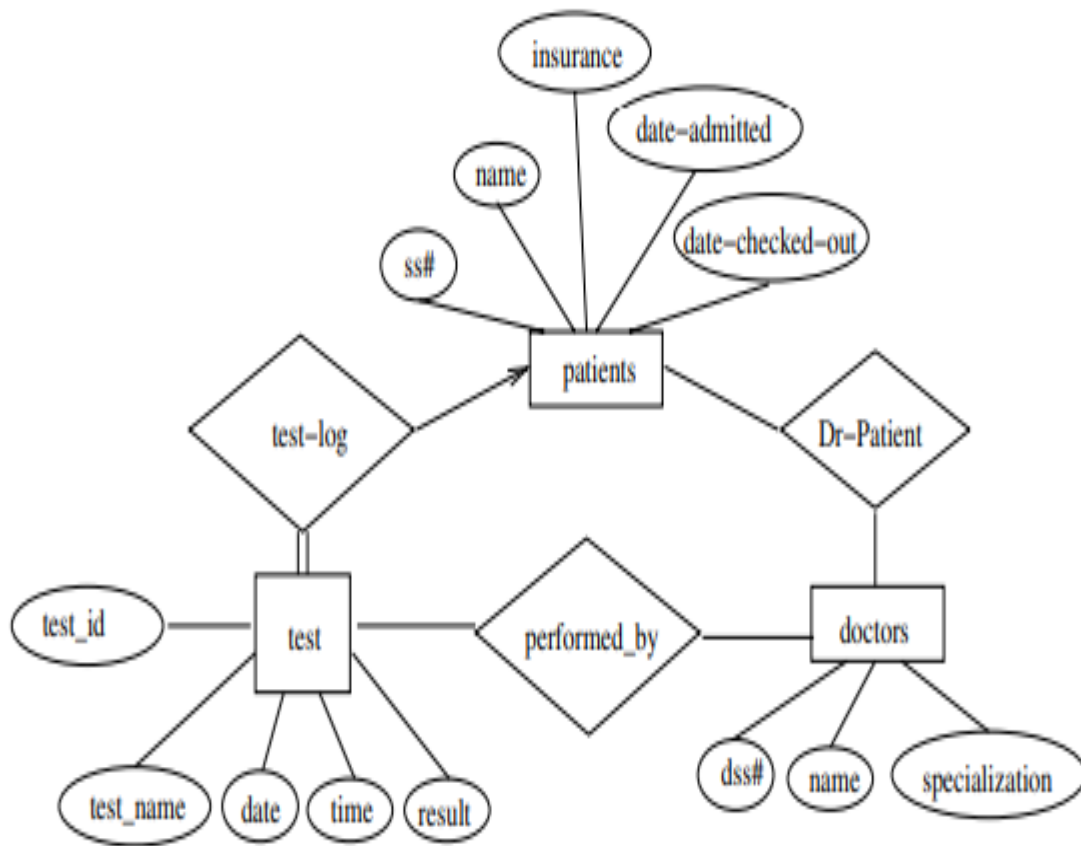 insurance
date=admitted
name
date=checked=out
ss#
patients
test=log
Dr=Patient
test_id
test
performed_by
doctors
test_name
date
time
result
dss#
name
specialization